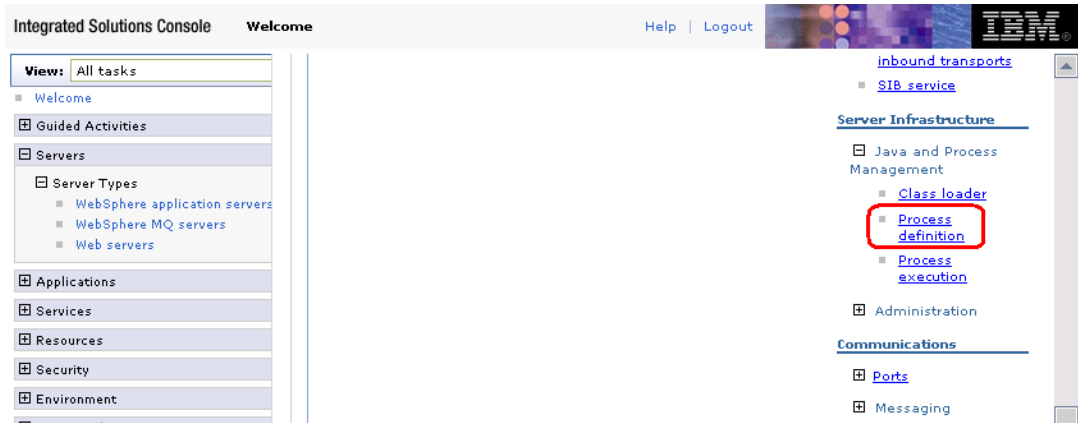 Integrated Solutions Console Welcome Help | Logout IBM®
View: All tasks
Welcome
Guided Activities
Servers
Server Types
WebSphere application servers
WebSphere MQ servers
Web servers
Applications
Services
Resources
Security
Environment
inbound transports
SIB service
Server Infrastructure
Java and Process
Management
Class loader
Process
definition
Process
execution
Administration
Communications
Ports
Messaging